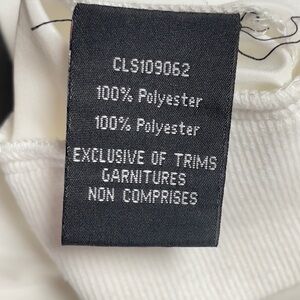 CLS109062
100% Polyester
100% Polyester
EXCLUSIVE OF TRIMS
GARNITURES
NON COMPRISES